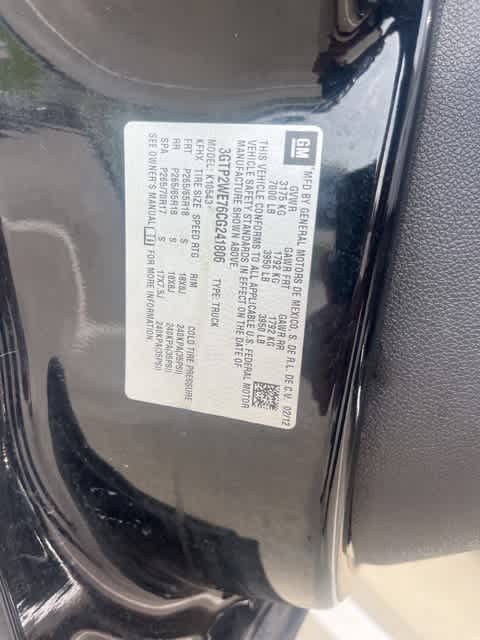 GM
MFD BY GENERAL MOTORS DE MEXICO, S. DE R.L. DE C.V. 02/12
GVWR GAWR FRT GAWR RR
3175 KG 1792 KG 1792 KG
7000 LB 3950 LB 3950 LB
THIS VEHICLE CONFORMS TO ALL APPLICABLE U.S. FEDERAL MOTOR
VEHICLE SAFETY STANDARDS IN EFFECT ON THE DATE OF
MANUFACTURE SHOWN ABOVE.
3GTP2WE76CG241806 TYPE: TRUCK
MODEL: K10543
KFKX TIRE SIZE SPEED RTG RIM COLD TIRE PRESSURE
FRT P265/65R18 S 18X8J 240KPA(35PSI)
RR P265/65R18 S 18X8J 240KPA(35PSI)
SPA P265/70R17 S 17X7.5J 240KPA(35PSI)
SEE OWNER'S MANUAL FOR MORE INFORMATION.